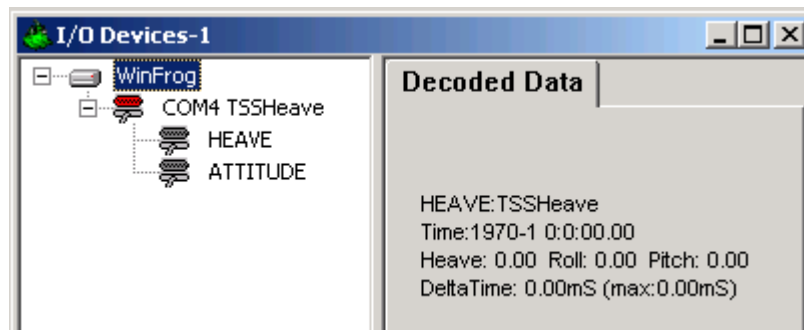 I/O Devices-1
WinFrog
COM4 TSSHeave
HEAVE
ATTITUDE
Decoded Data
HEAVE:TSSHeave
Time:1970-1 0:0:00.00
Heave: 0.00 Roll: 0.00 Pitch: 0.00
DeltaTime: 0.00mS (max:0.00mS)